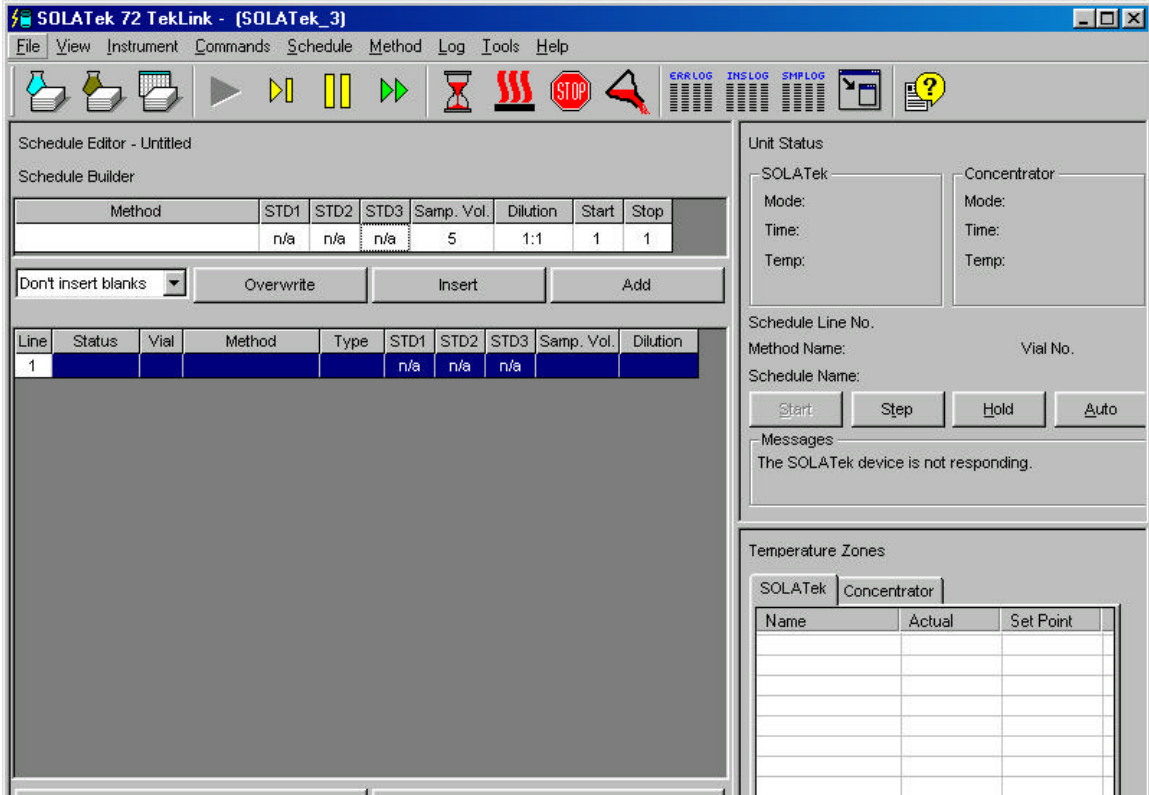 SOLATek 72 TekLink - (SOLATek_3)
File View Instrument Commands Schedule Method Log Tools Help
STOP ERRLOG INSLOG SMPLOG ?
Schedule Editor - Untitled
Schedule Builder
Method STD1 STD2 STD3 Samp. Vol. Dilution Start Stop
n/a n/a n/a 5 1:1 1 1
Don't insert blanks Overwrite Insert Add
Line Status Vial Method Type STD1 STD2 STD3 Samp. Vol. Dilution
1 n/a n/a n/a
Unit Status
SOLATek Concentrator
Mode: Mode:
Time: Time:
Temp: Temp:
Schedule Line No.
Method Name: Vial No.
Schedule Name:
Start Step Hold Auto
Messages
The SOLATek device is not responding.
Temperature Zones
SOLATek Concentrator
Name Actual Set Point